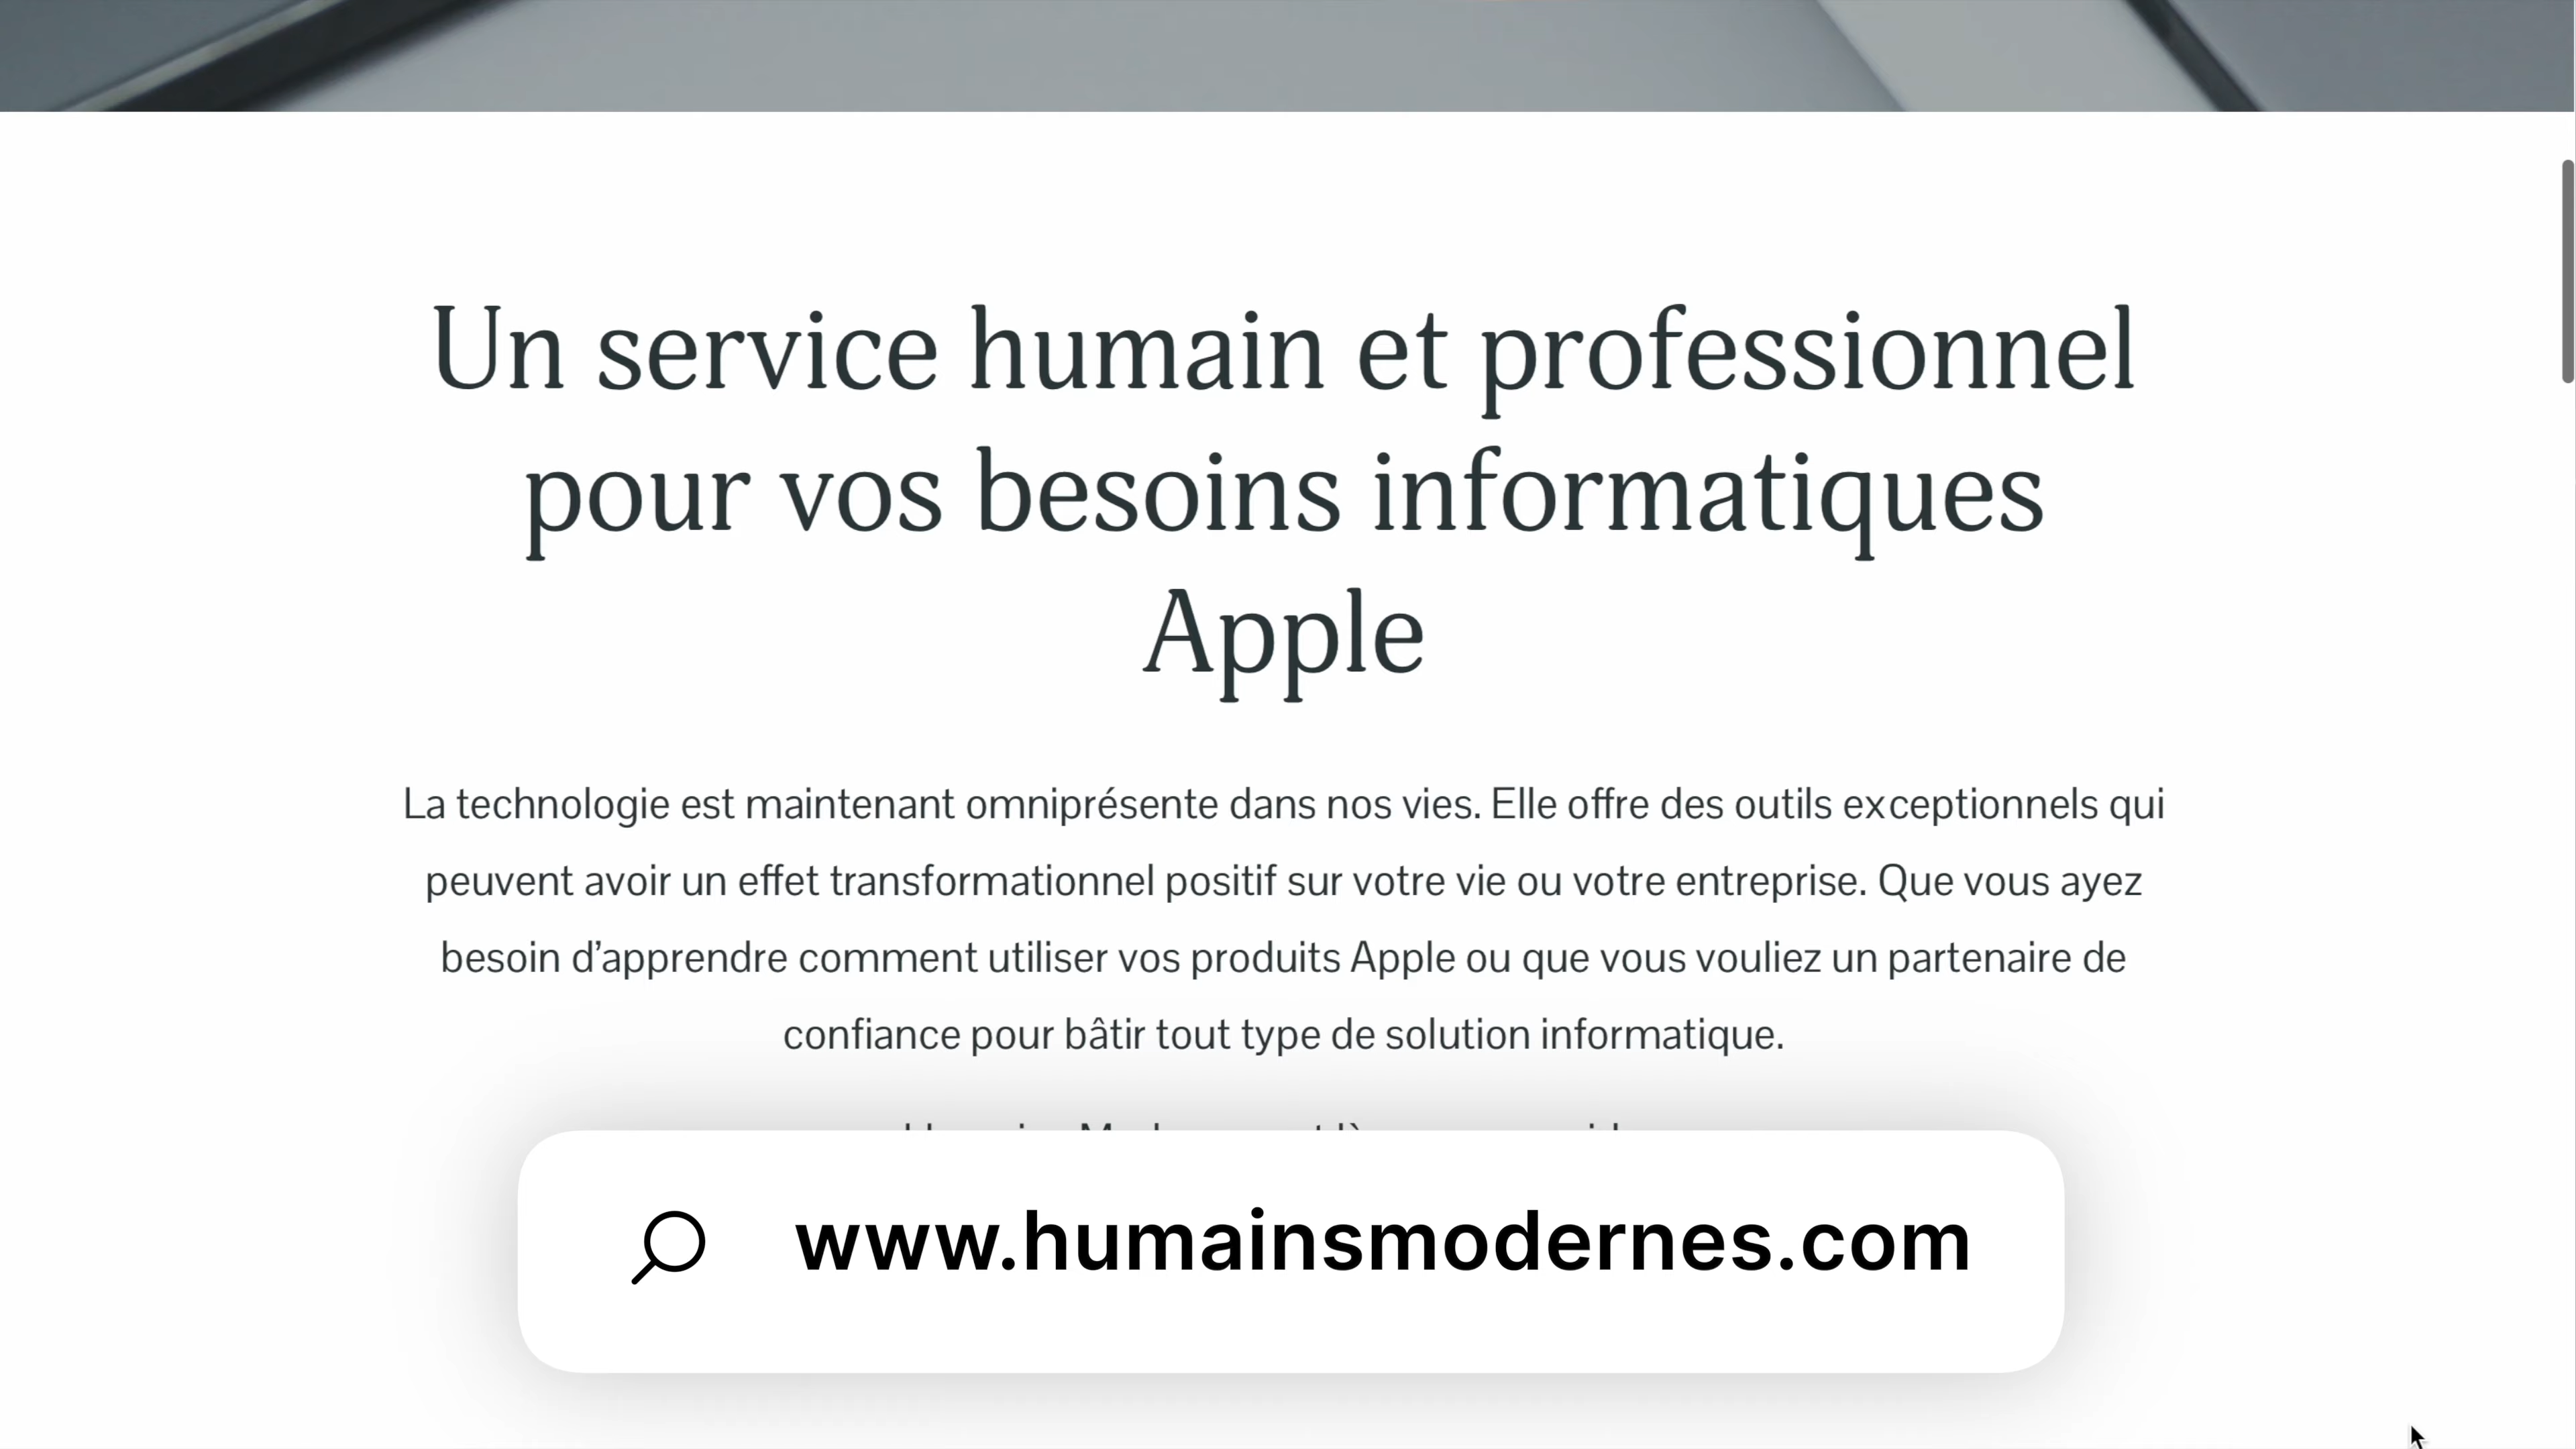 Un service humain et professionnel
pour vos besoins informatiques
Apple
La technologie est maintenant omniprésente dans nos vies. Elle offre des outils exceptionnels qui
peuvent avoir un effet transformationnel positif sur votre vie ou votre entreprise. Que vous ayez
besoin d’apprendre comment utiliser vos produits Apple ou que vous vouliez un partenaire de
confiance pour bâtir tout type de solution informatique.
www.humainsmodernes.com